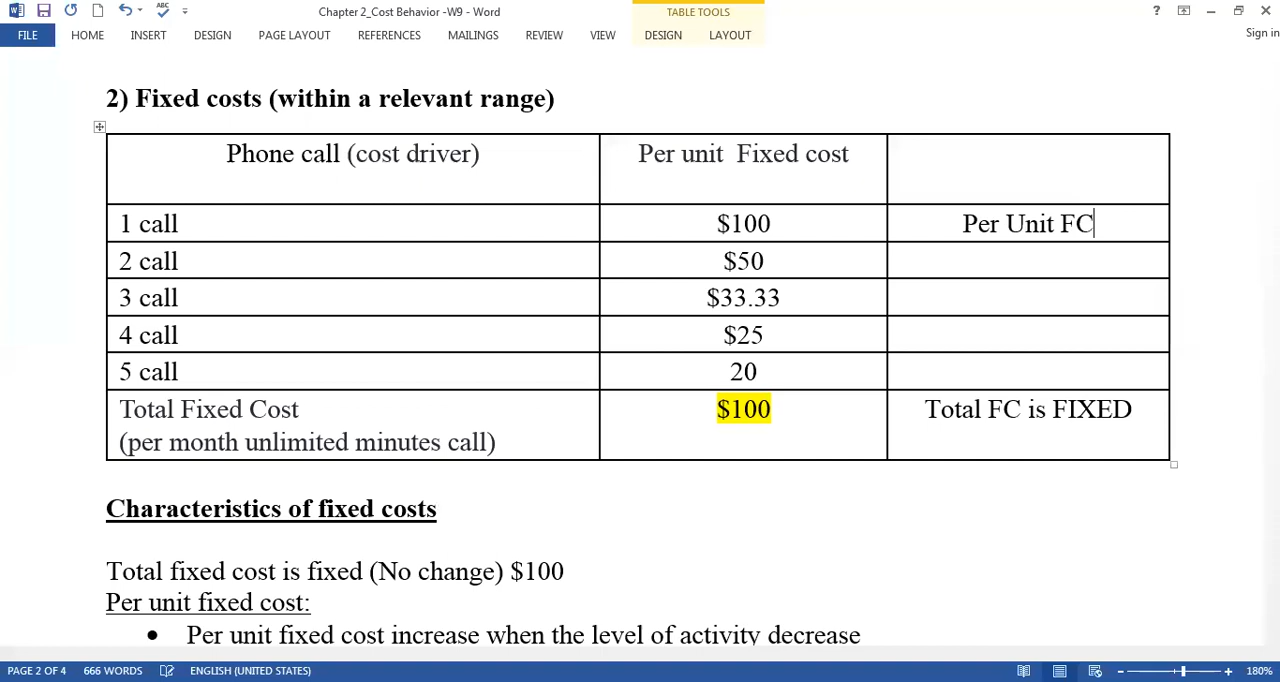 Chapter 2_Cost Behavior -W9 - Word
TABLE TOOLS
?
FILE HOME INSERT DESIGN PAGE LAYOUT REFERENCES MAILINGS REVIEW VIEW DESIGN LAYOUT Sign in
2) Fixed costs (within a relevant range)
Phone call (cost driver) Per unit Fixed cost
1 call $100 Per Unit FC
2 call $50
3 call $33.33
4 call $25
5 call 20
Total Fixed Cost $100 Total FC is FIXED
(per month unlimited minutes call)
Characteristics of fixed costs
Total fixed cost is fixed (No change) $100
Per unit fixed cost:
• Per unit fixed cost increase when the level of activity decrease
PAGE 2 OF 4 666 WORDS ENGLISH (UNITED STATES) 180%